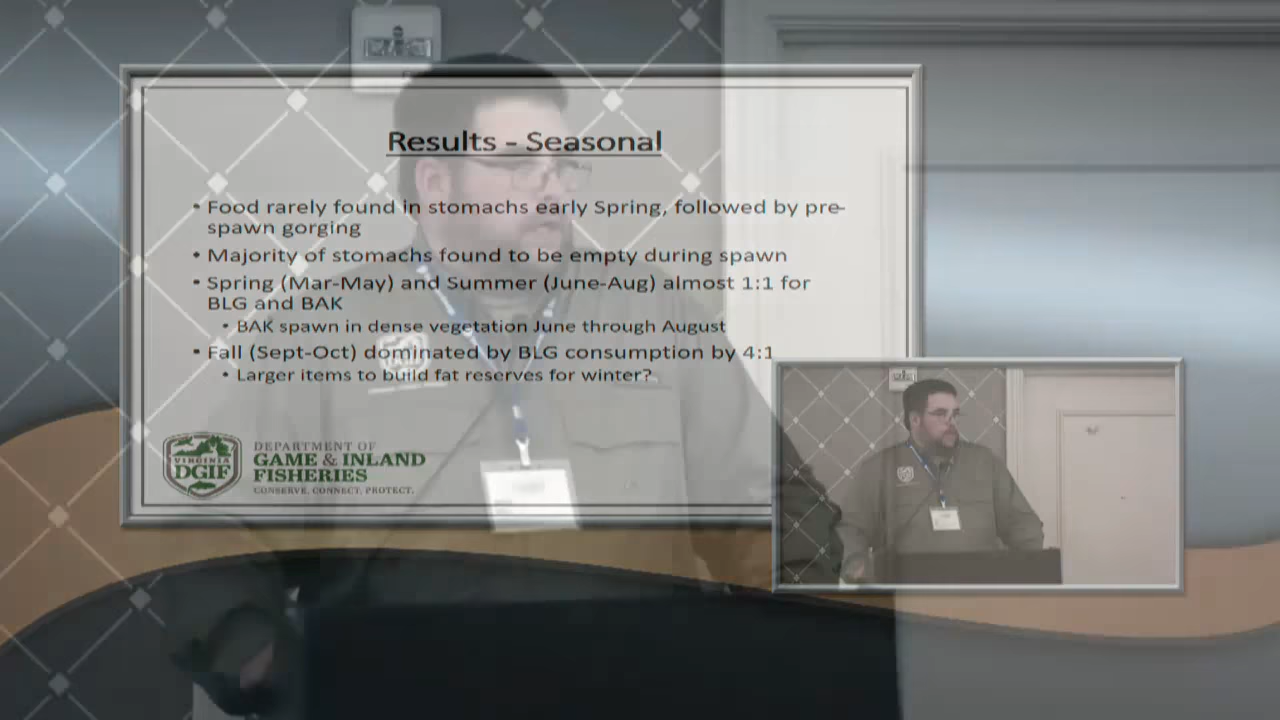 Results - Seasonal
• Food rarely found in stomachs early Spring, followed by pre-
spawn gorging
• Majority of stomachs found to be empty during spawn
• Spring (Mar-May) and Summer (June-Aug) almost 1:1 for
BLG and BAK
• BAK spawn in dense vegetation June through August
• Fall (Sept-Oct) dominated by BLG consumption by 4:1
• Larger items to build fat reserves for winter?
VIRGINIA
DGIF
DEPARTMENT OF
GAME & INLAND
FISHERIES
CONSERVE. CONNECT. PROTECT.